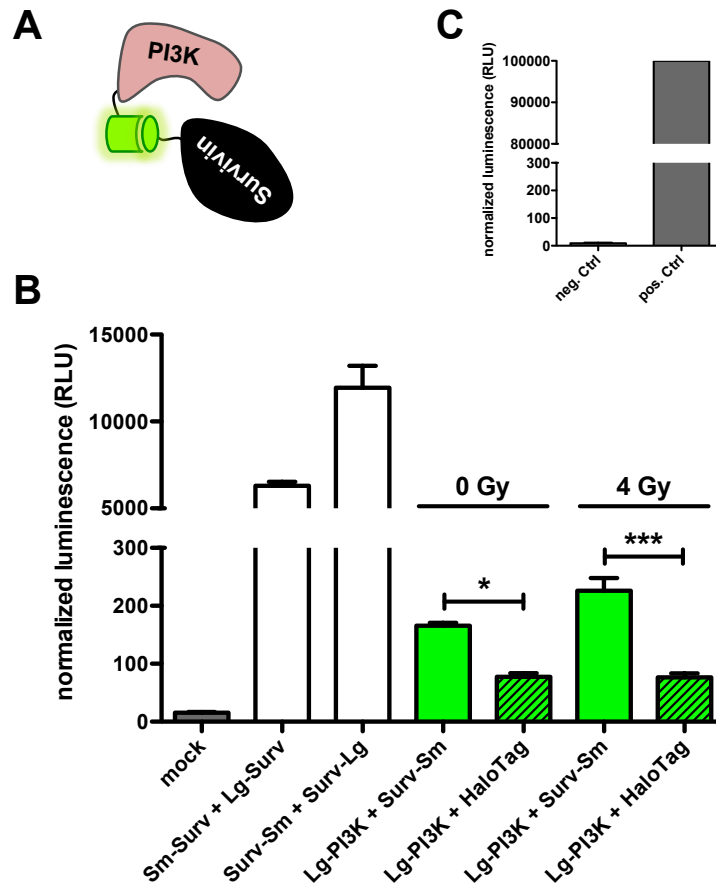 A
PI3K
Survivin
C
normalized luminescence (RLU)
100000
90000
80000
300
200
100
0
neg. Ctrl
pos. Ctrl
B
normalized luminescence (RLU)
15000
10000
5000
300
200
100
0
0 Gy
4 Gy
*
***
mock
Sm-Surv + Lg-Surv
Surv-Sm + Surv-Lg
Lg-PI3K + Surv-Sm
Lg-PI3K + HaloTag
Lg-PI3K + Surv-Sm
Lg-PI3K + HaloTag